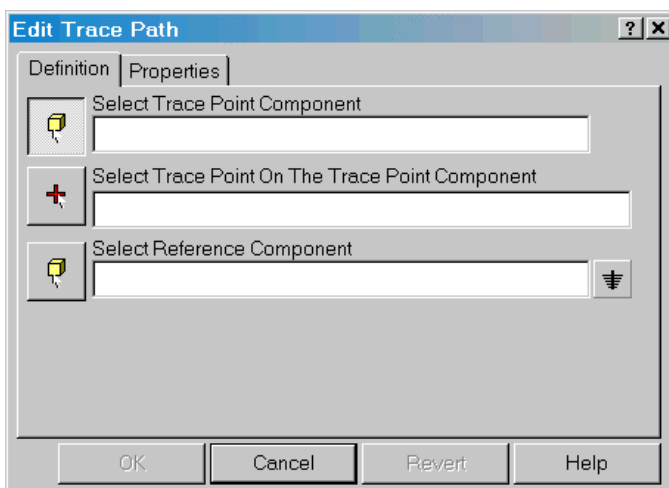 Edit Trace Path
Definition Properties
Select Trace Point Component
Select Trace Point On The Trace Point Component
Select Reference Component
OK Cancel Revert Help